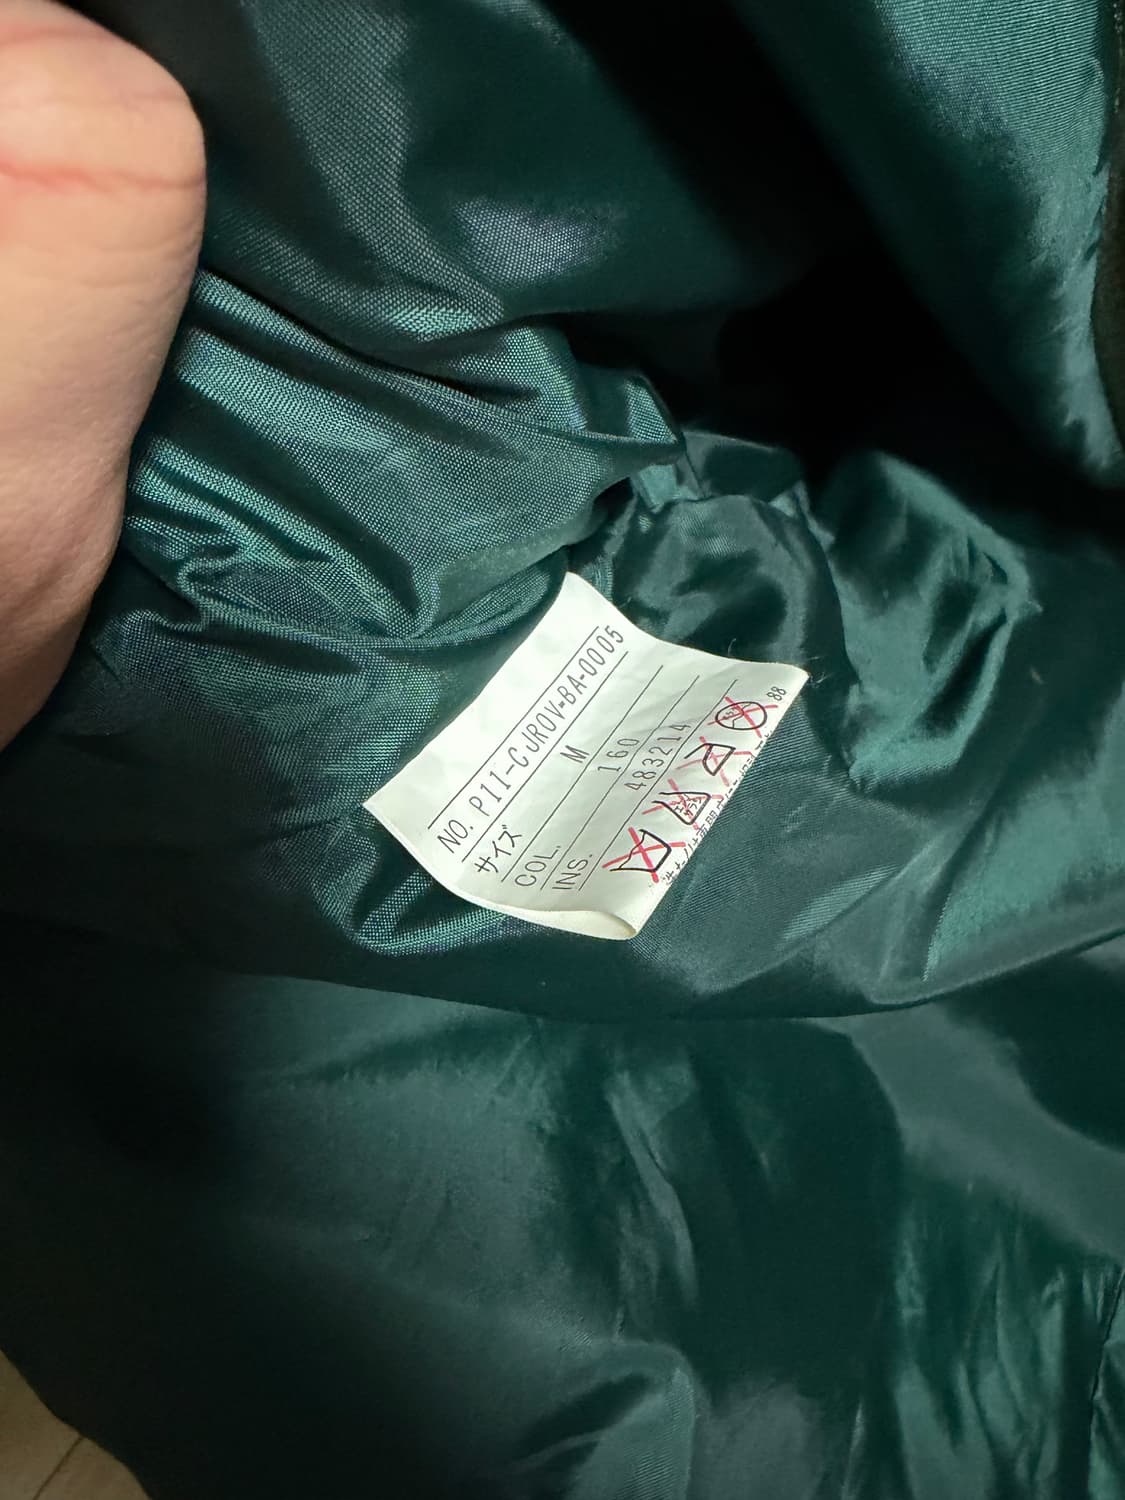 NO. P11-CJROV-BA-0005
サイズ M
COL. 160
INS. 483214
88